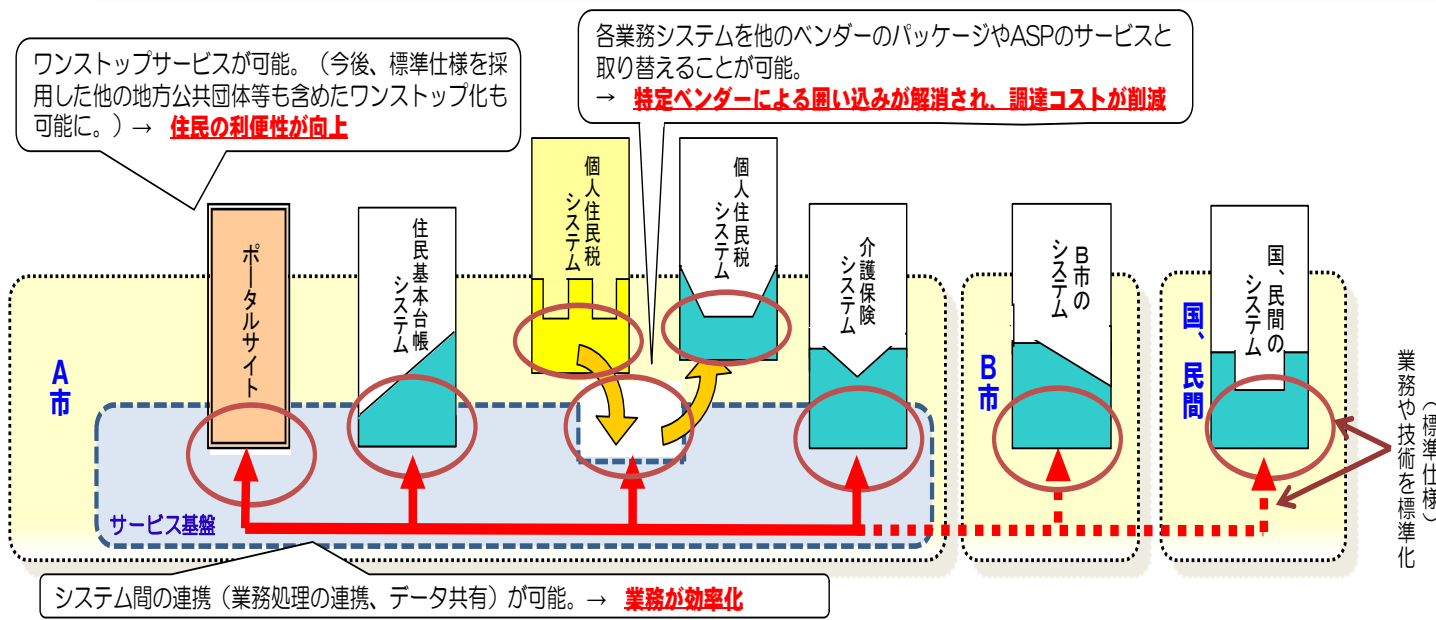 ワンストップサービスが可能。（今後、標準仕様を採
用した他の地方公共団体等も含めたワンストップ化も
可能に。）→ 住民の利便性が向上
各業務システムを他のベンダーのパッケージやASPのサービスと
取り替えることが可能。
→ 特定ベンダーによる囲い込みが解消され、調達コストが削減
A市
ポータルサイト
住民基本台帳
システム
個人住民税
システム
個人住民税
システム
介護保険
システム
B市
B市の
システム
国、民間
国、民間の
システム
（標準仕様）
業務や技術を標準化
サービス基盤
システム間の連携（業務処理の連携、データ共有）が可能。→ 業務が効率化